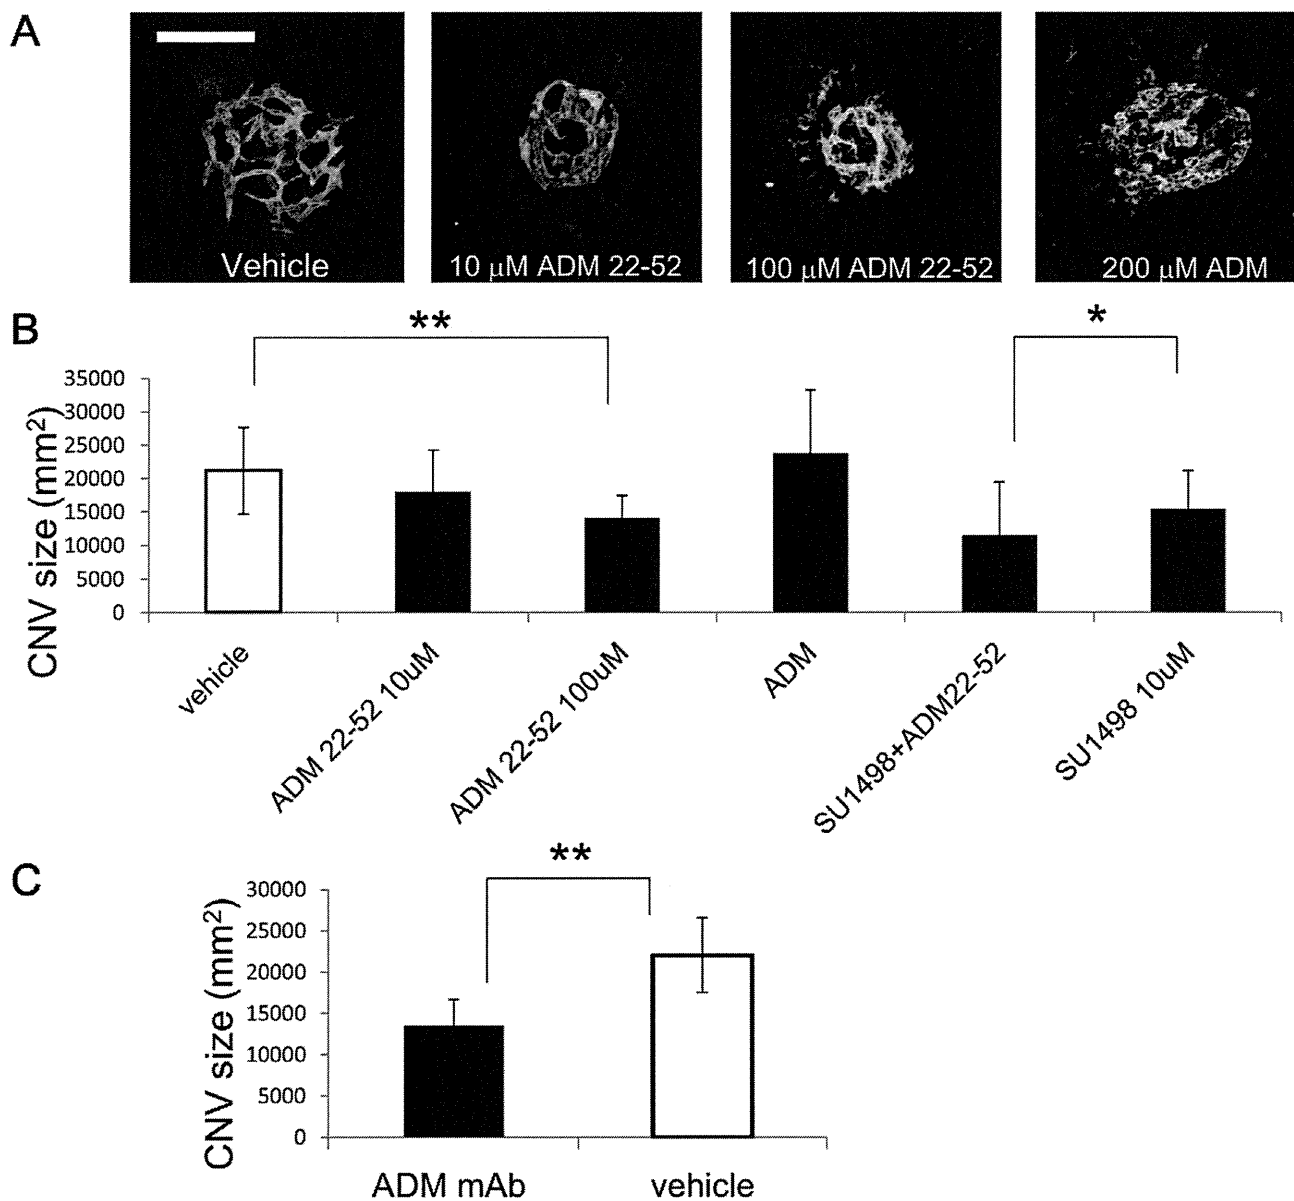 A
Vehicle
10 μM ADM 22-52
100 μM ADM 22-52
200 μM ADM
B
**
*
CNV size (mm²)
35000
30000
25000
20000
15000
10000
5000
0
vehicle
ADM 22-52 10uM
ADM 22-52 100uM
ADM
SU1498+ADM22-52
SU1498 10uM
C
**
CNV size (mm²)
30000
25000
20000
15000
10000
5000
0
ADM mAb
vehicle